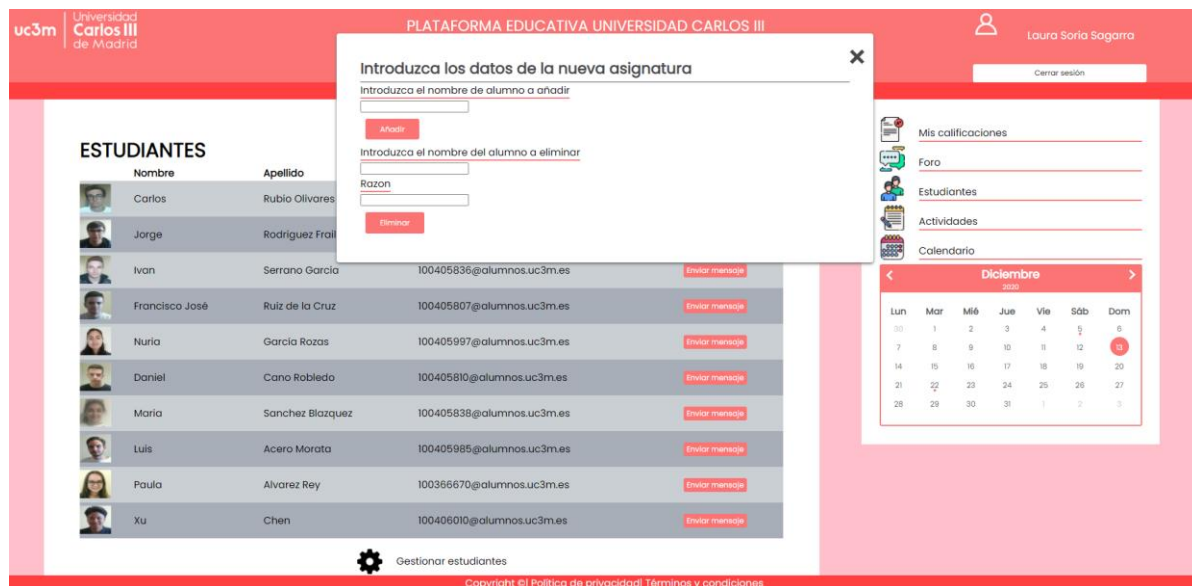 uc3m
Universidad
Carlos III
de Madrid
PLATAFORMA EDUCATIVA UNIVERSIDAD CARLOS III
Laura Soria Sagarra
Cerrar sesión
Introduzca los datos de la nueva asignatura
Introduzca el nombre de alumno a añadir
Añadir
Introduzca el nombre del alumno a eliminar
Razon
Eliminar
ESTUDIANTES
Nombre Apellido
Carlos Rubio Olivares
Jorge Rodriguez Frail
Ivan Serrano Garcia 100405836@alumnos.uc3m.es Enviar mensaje
Francisco José Ruiz de la Cruz 100405807@alumnos.uc3m.es Enviar mensaje
Nuria Garcia Rozas 100405997@alumnos.uc3m.es Enviar mensaje
Daniel Cano Robledo 100405810@alumnos.uc3m.es Enviar mensaje
Maria Sanchez Blazquez 100405838@alumnos.uc3m.es Enviar mensaje
Luis Acero Morata 100405985@alumnos.uc3m.es Enviar mensaje
Paula Alvarez Rey 100366670@alumnos.uc3m.es Enviar mensaje
Xu Chen 100406010@alumnos.uc3m.es Enviar mensaje
Gestionar estudiantes
Mis calificaciones
Foro
Estudiantes
Actividades
Calendario
Diciembre
2020
Lun Mar Mié Jue Vie Sáb Dom
30 1 2 3 4 5 6
7 8 9 10 11 12 13
14 15 16 17 18 19 20
21 22 23 24 25 26 27
28 29 30 31 1 2 3
Copyright ©| Política de privacidad| Términos y condiciones